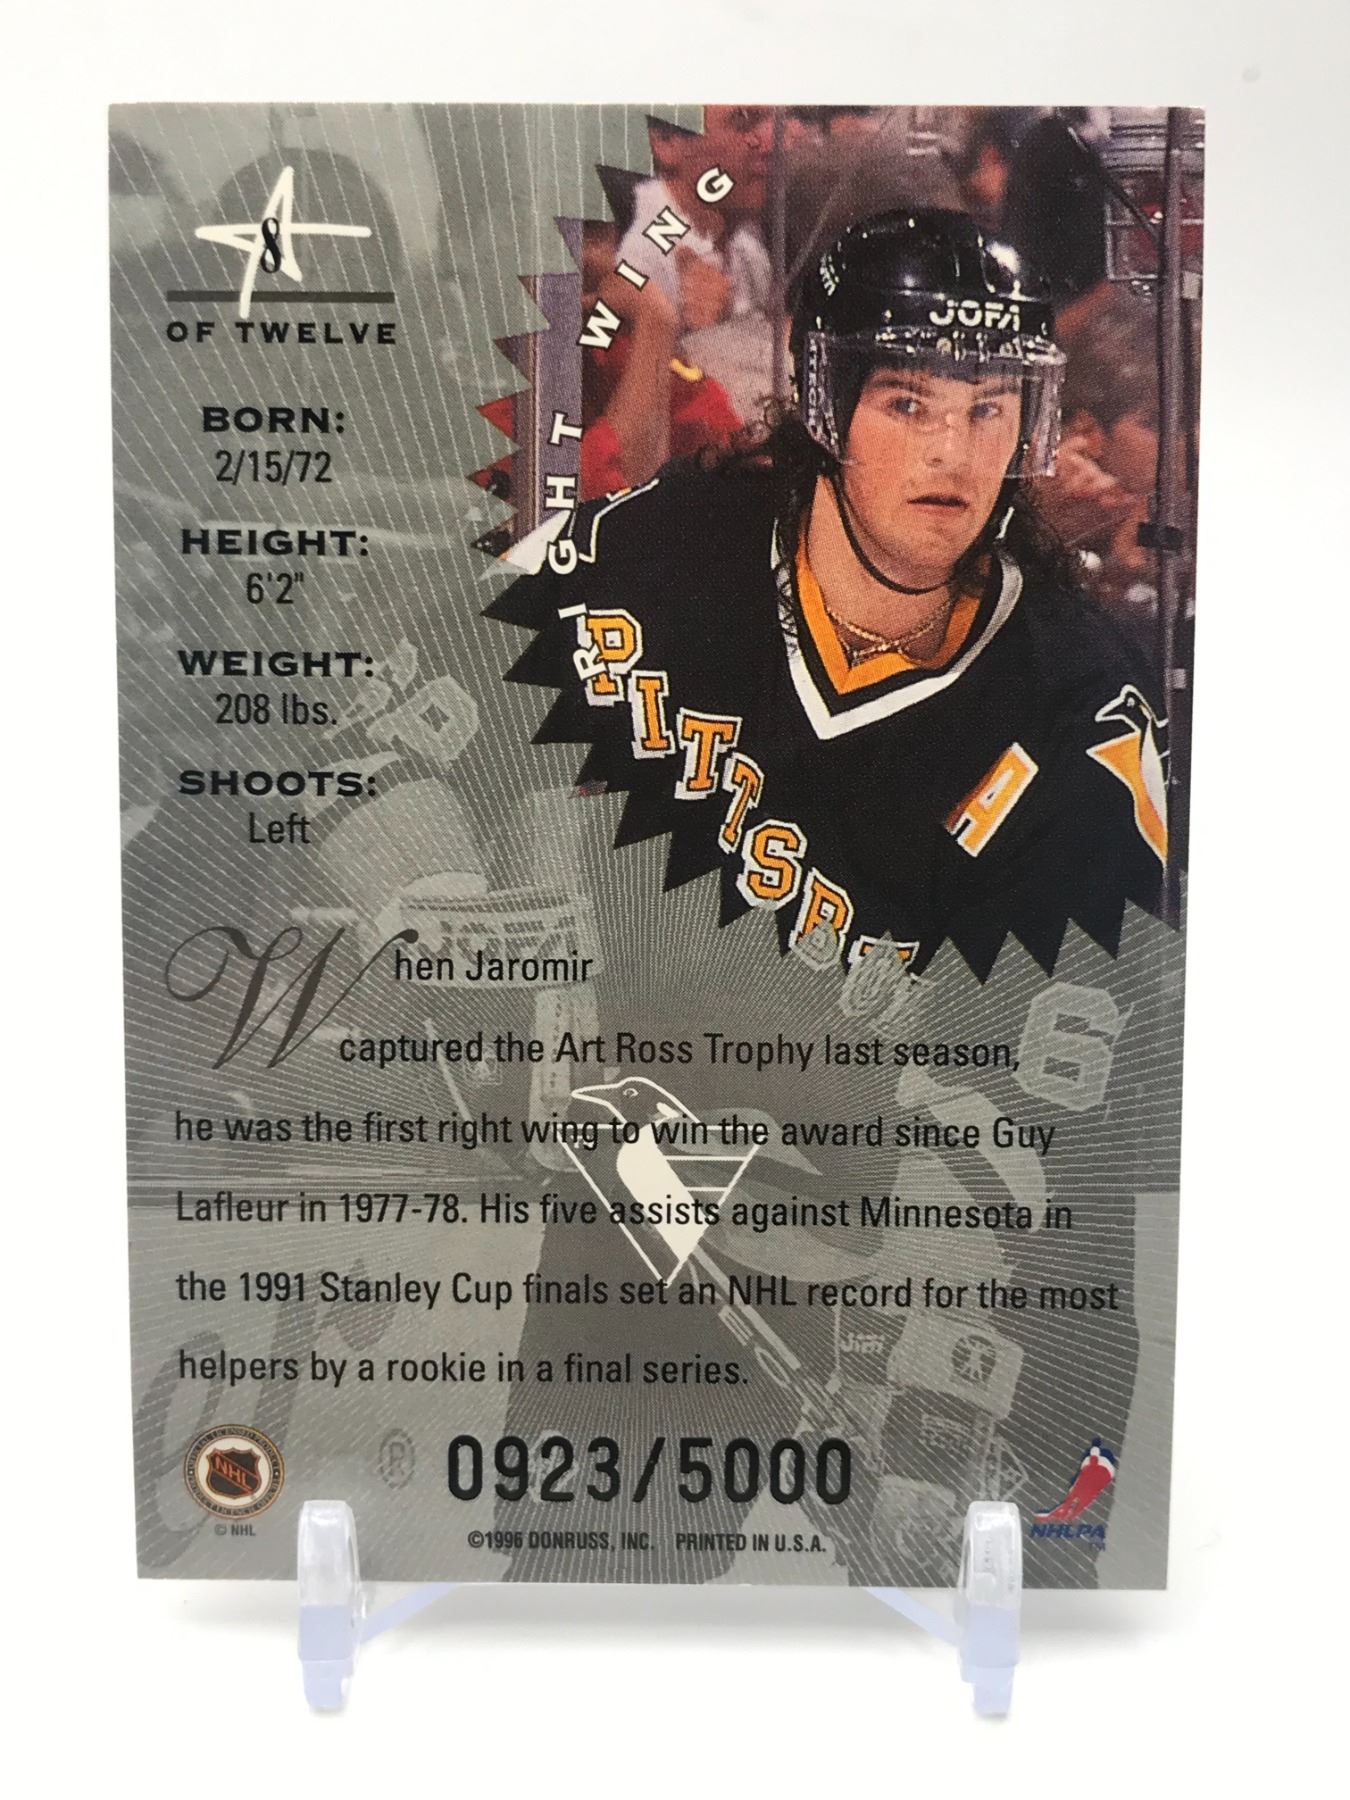 8
OF TWELVE
BORN:
2/15/72
HEIGHT:
6'2"
WEIGHT:
208 lbs.
SHOOTS:
Left
RIGHT WING
JOFA
PITTSB
A
When Jaromir
captured the Art Ross Trophy last season,
he was the first right wing to win the award since Guy
Lafleur in 1977-78. His five assists against Minnesota in
the 1991 Stanley Cup finals set an NHL record for the most
helpers by a rookie in a final series.
NHL
© NHL
0923/5000
©1996 DONRUSS, INC. PRINTED IN U.S.A.
NHLPA
TM